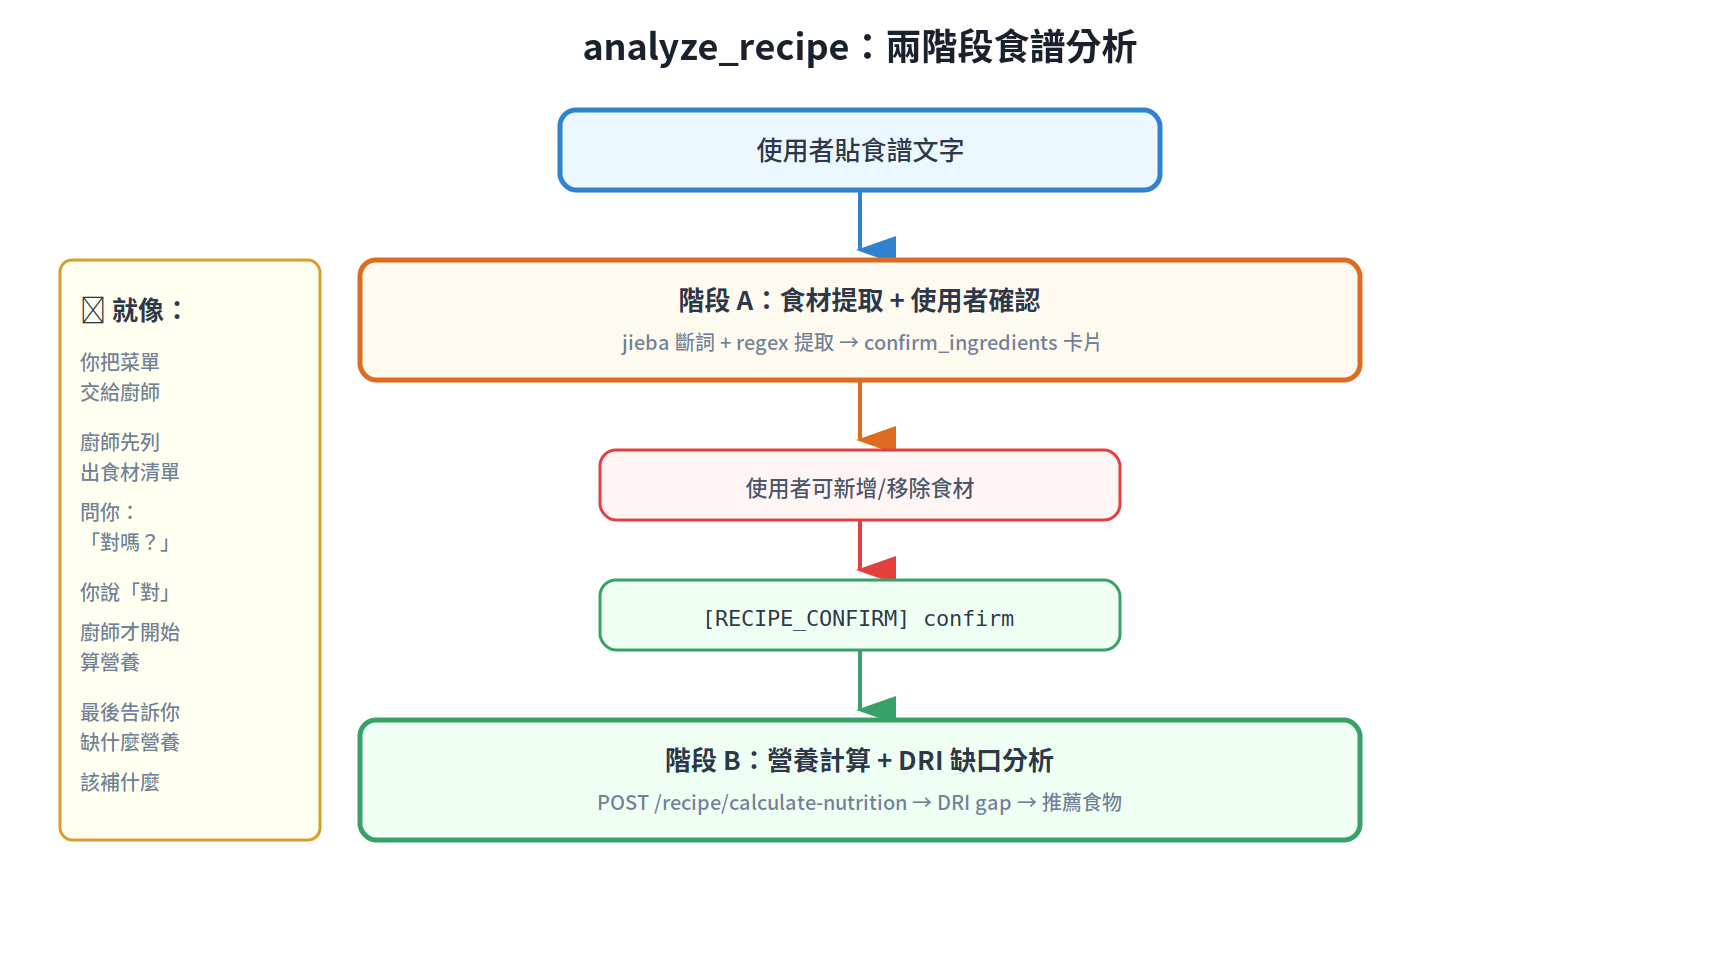 analyze_recipe：兩階段食譜分析
使用者貼食譜文字
階段 A：食材提取 + 使用者確認
jieba 斷詞 + regex 提取 → confirm_ingredients 卡片
使用者可新增/移除食材
[RECIPE_CONFIRM] confirm
階段 B：營養計算 + DRI 缺口分析
POST /recipe/calculate-nutrition → DRI gap → 推薦食物
就像：
你把菜單
交給廚師
廚師先列
出食材清單
問你：
「對嗎？」
你說「對」
廚師才開始
算營養
最後告訴你
缺什麼營養
該補什麼